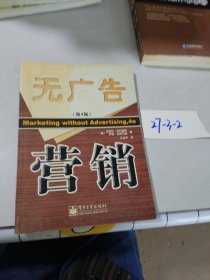 无广告
(第4版)
Marketing without Advertising,4e
营销
电子工业出版社
27-3-2